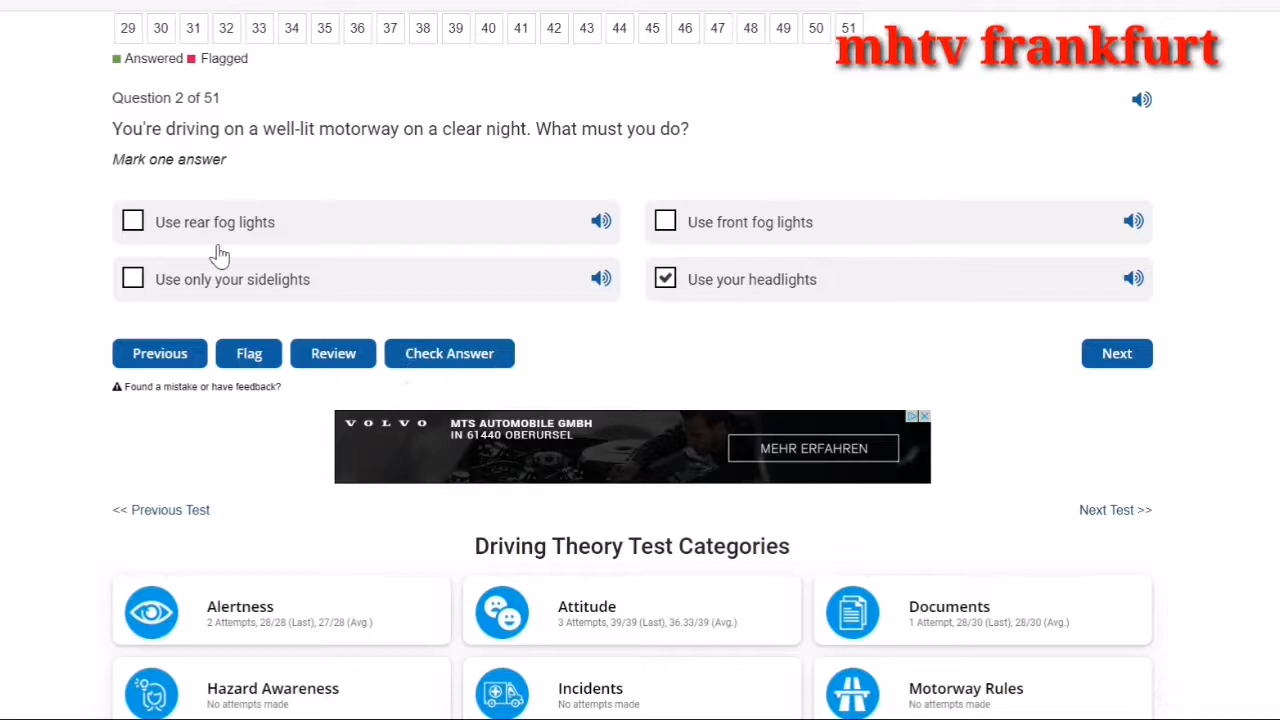 29 30 31 32 33 34 35 36 37 38 39 40 41 42 43 44 45 46 47 48 49 50 51
mhtv frankfurt
Answered Flagged
Question 2 of 51
You're driving on a well-lit motorway on a clear night. What must you do?
Mark one answer
Use rear fog lights
Use front fog lights
Use only your sidelights
Use your headlights
Previous Flag Review Check Answer Next
Found a mistake or have feedback?
VOLVO
MTS AUTOMOBILE GMBH
IN 61440 OBERURSEL
MEHR ERFAHREN
<< Previous Test
Next Test >>
Driving Theory Test Categories
Alertness
2 Attempts, 28/28 (Last), 27/28 (Avg.)
Attitude
3 Attempts, 39/39 (Last), 36.33/39 (Avg.)
Documents
1 Attempt, 28/30 (Last), 28/30 (Avg.)
Hazard Awareness
No attempts made
Incidents
No attempts made
Motorway Rules
No attempts made